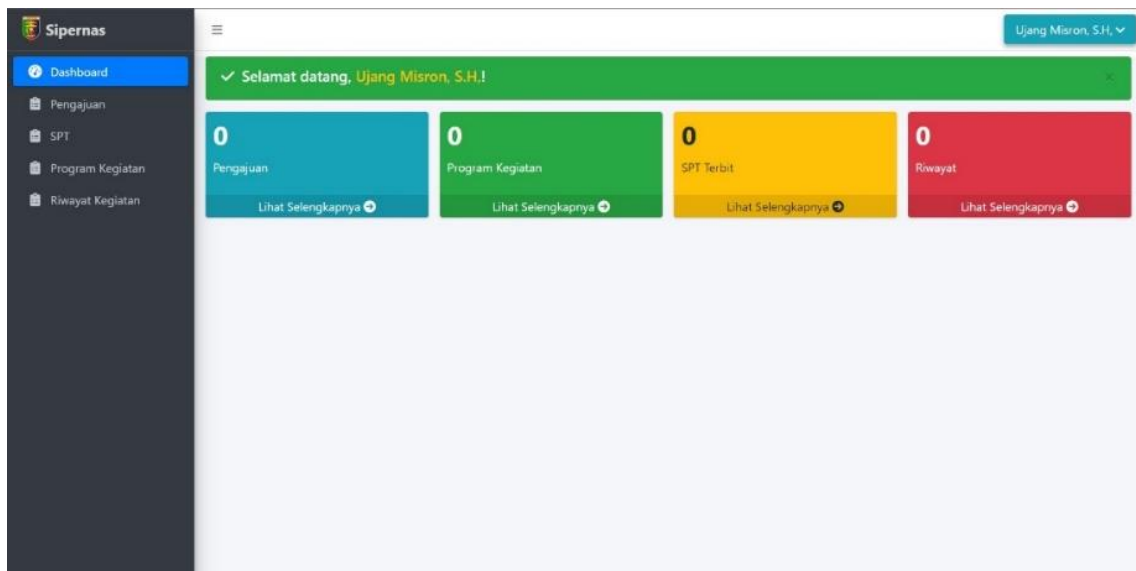 Sipernas
Ujang Misron, S.H,
Dashboard
Pengajuan
SPT
Program Kegiatan
Riwayat Kegiatan
Selamat datang, Ujang Misron, S.H,!
0
Pengajuan
Lihat Selengkapnya
0
Program Kegiatan
Lihat Selengkapnya
0
SPT Terbit
Lihat Selengkapnya
0
Riwayat
Lihat Selengkapnya